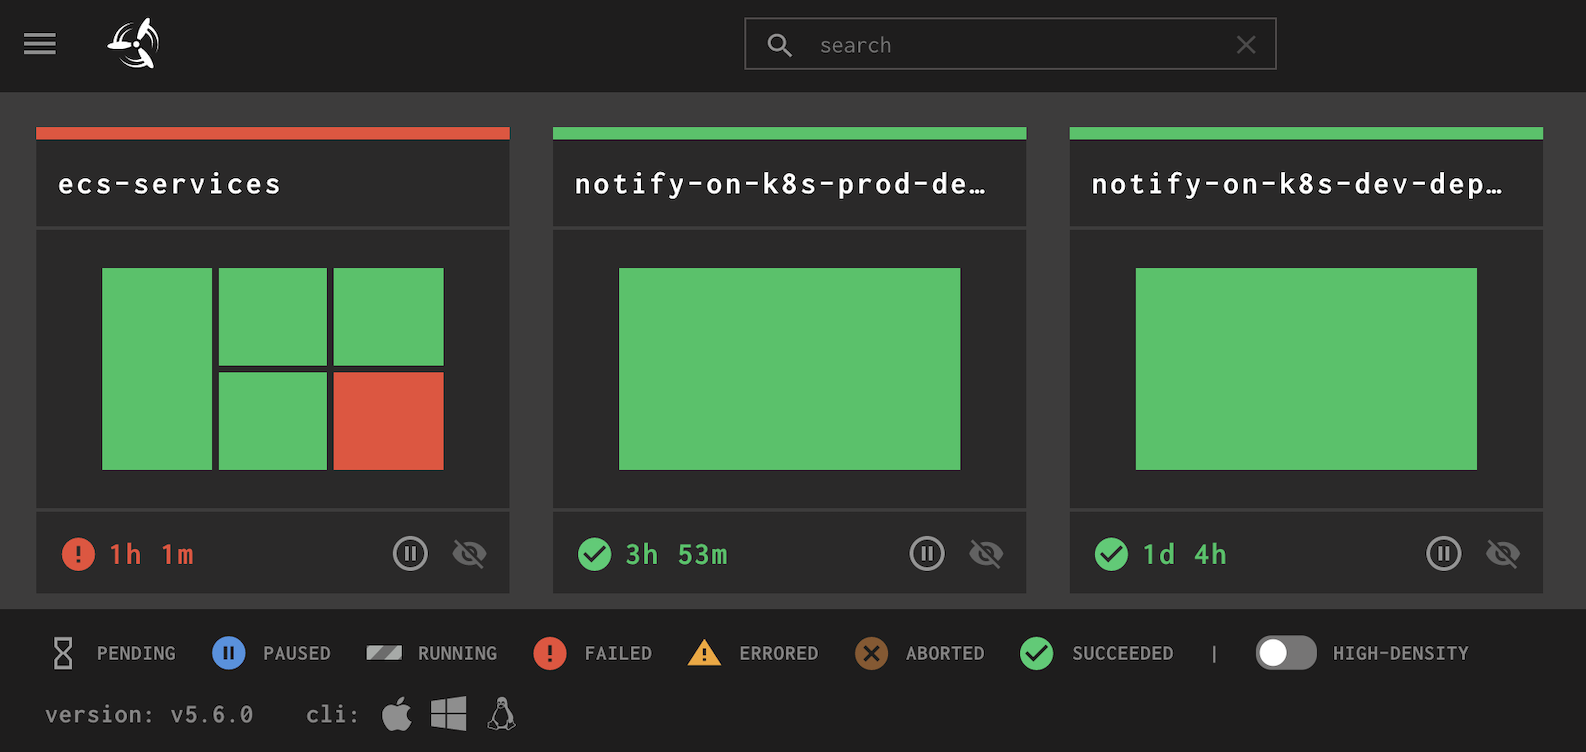 search
ecs-services
notify-on-k8s-prod-de…
notify-on-k8s-dev-dep…
1h 1m
3h 53m
1d 4h
PENDING PAUSED RUNNING FAILED ERRORED ABORTED SUCCEEDED | HIGH-DENSITY
version: v5.6.0 cli: